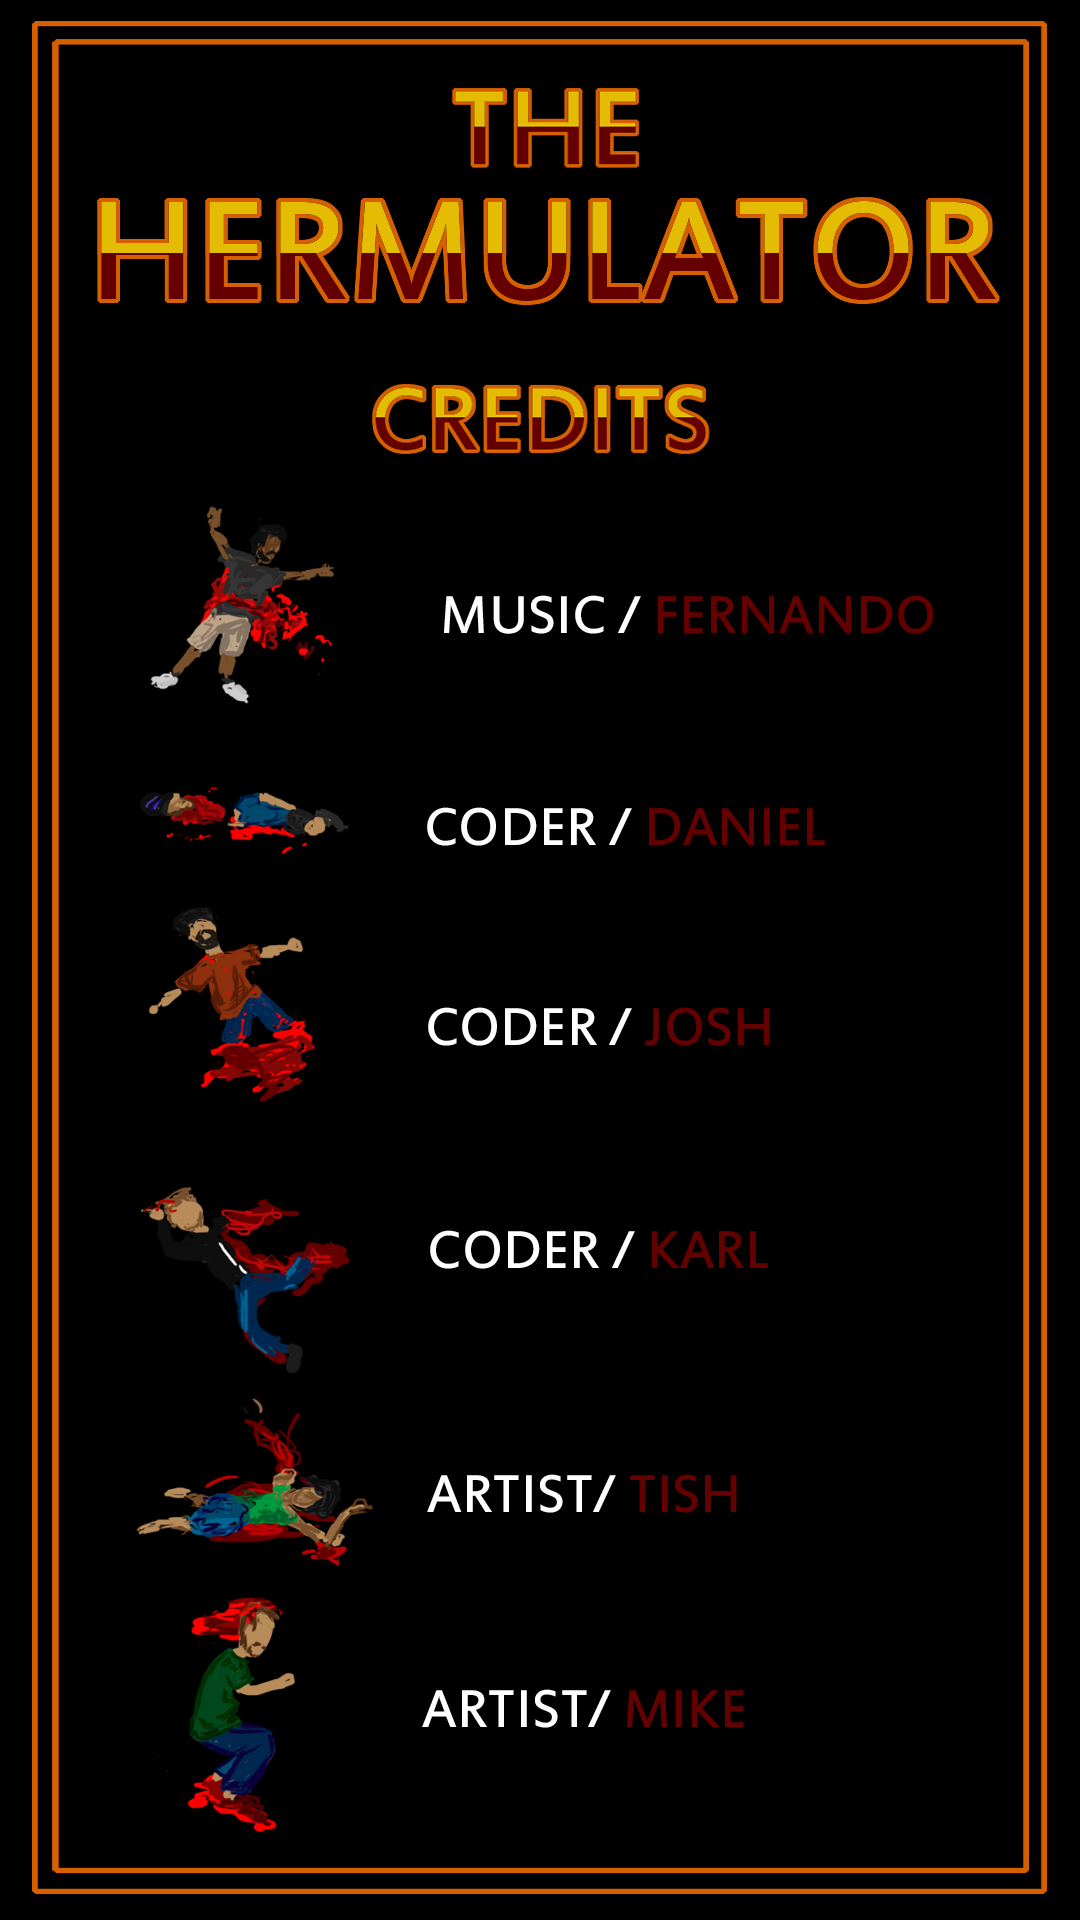 THE
HERMULATOR
CREDITS
MUSIC / FERNANDO
CODER / DANIEL
CODER / JOSH
CODER / KARL
ARTIST/ TISH
ARTIST/ MIKE